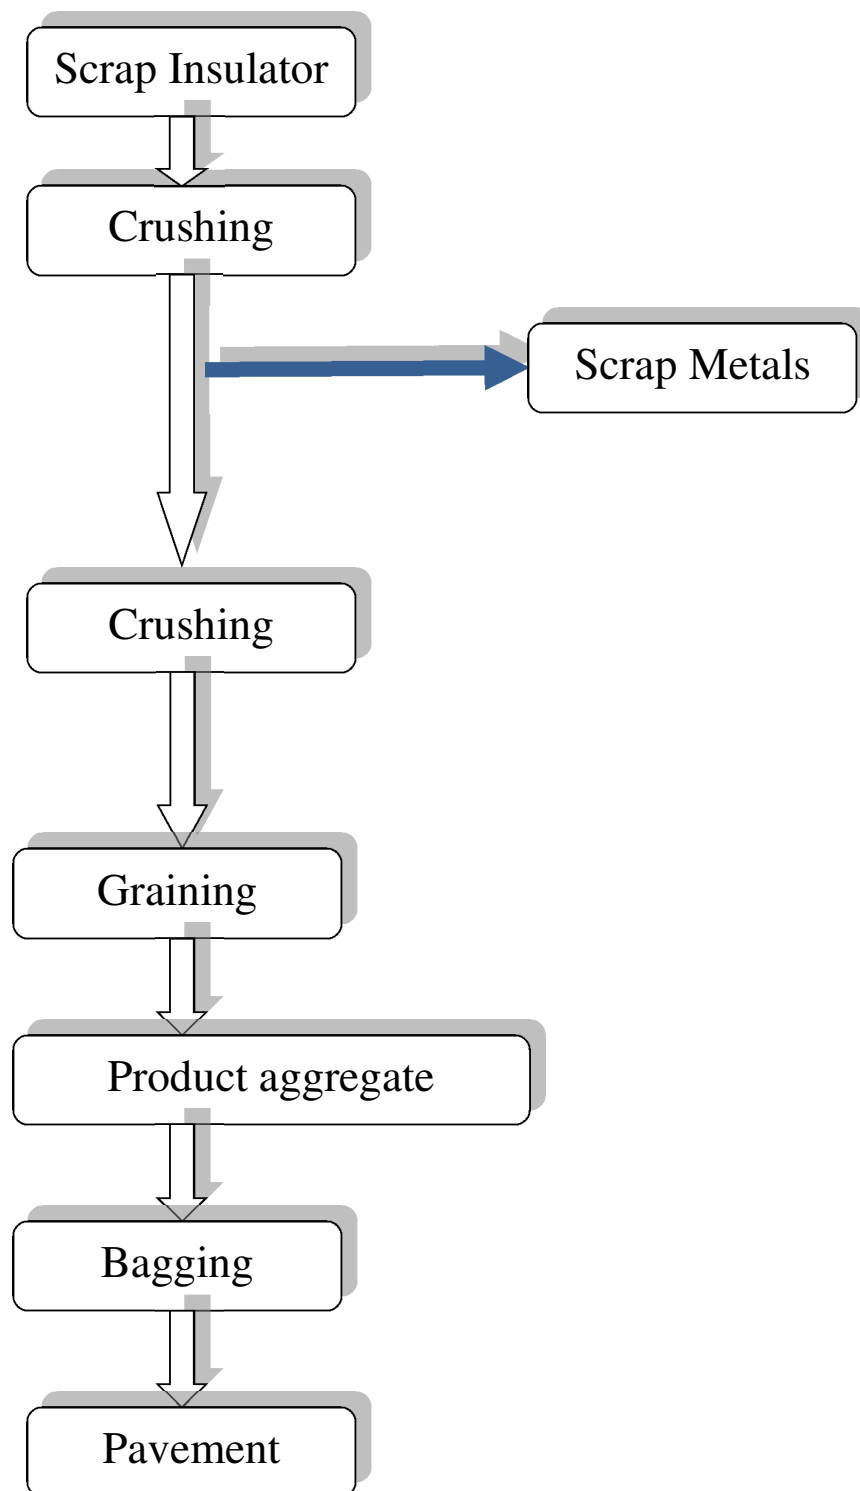 Scrap Insulator
Crushing
Scrap Metals
Crushing
Graining
Product aggregate
Bagging
Pavement